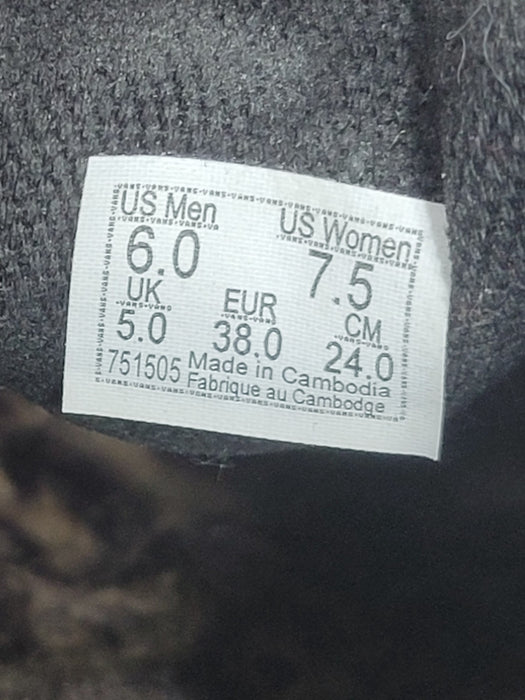 US Men US Women
6.0 7.5
UK EUR CM
5.0 38.0 24.0
751505 Made in Cambodia
Fabrique au Cambodge